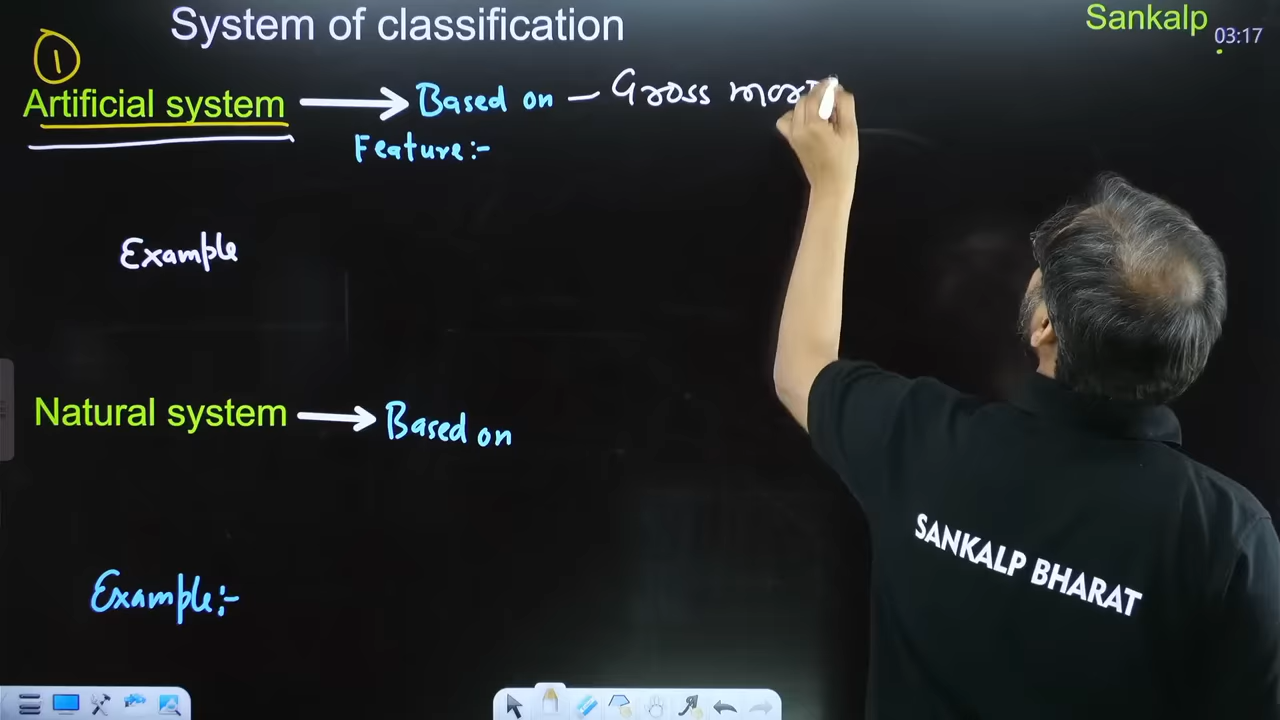 System of classification
Sankalp
03:17
1
Artificial system → Based on — Gross mor
Feature:-
Example
Natural system → Based on
Example:-
SANKALP BHARAT